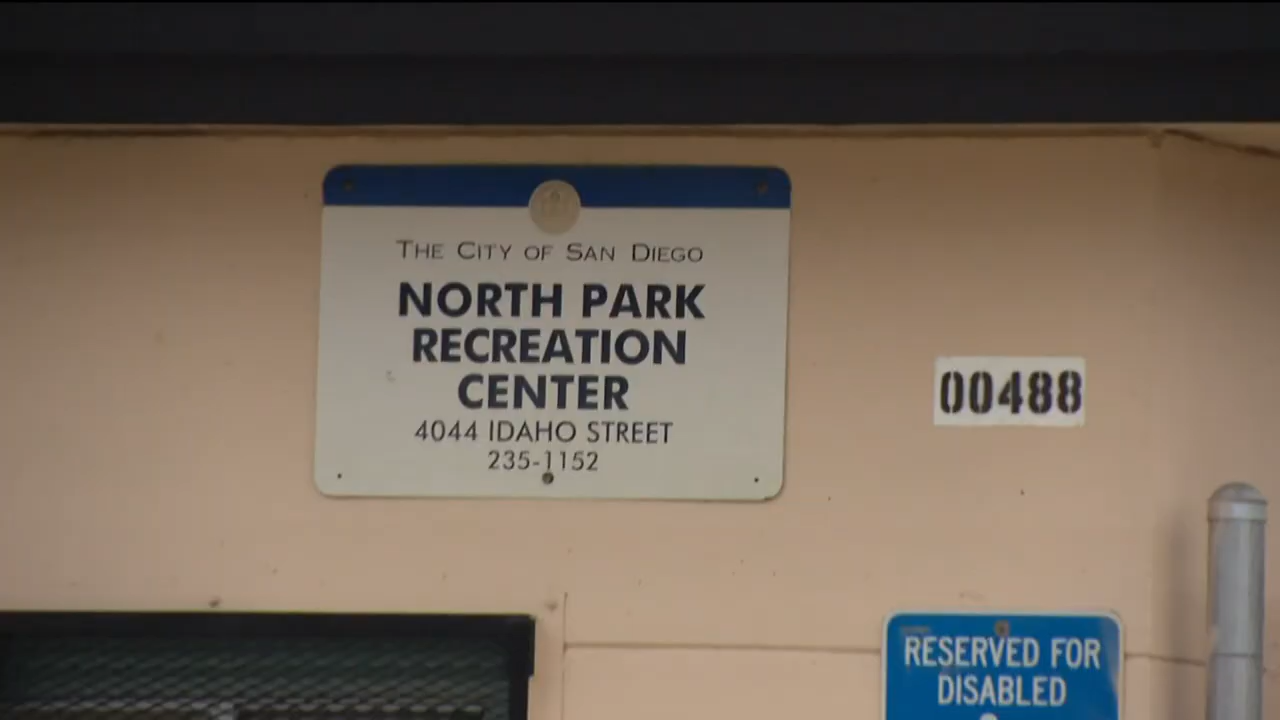 THE CITY OF SAN DIEGO
NORTH PARK
RECREATION
CENTER
4044 IDAHO STREET
235-1152
00488
RESERVED FOR
DISABLED